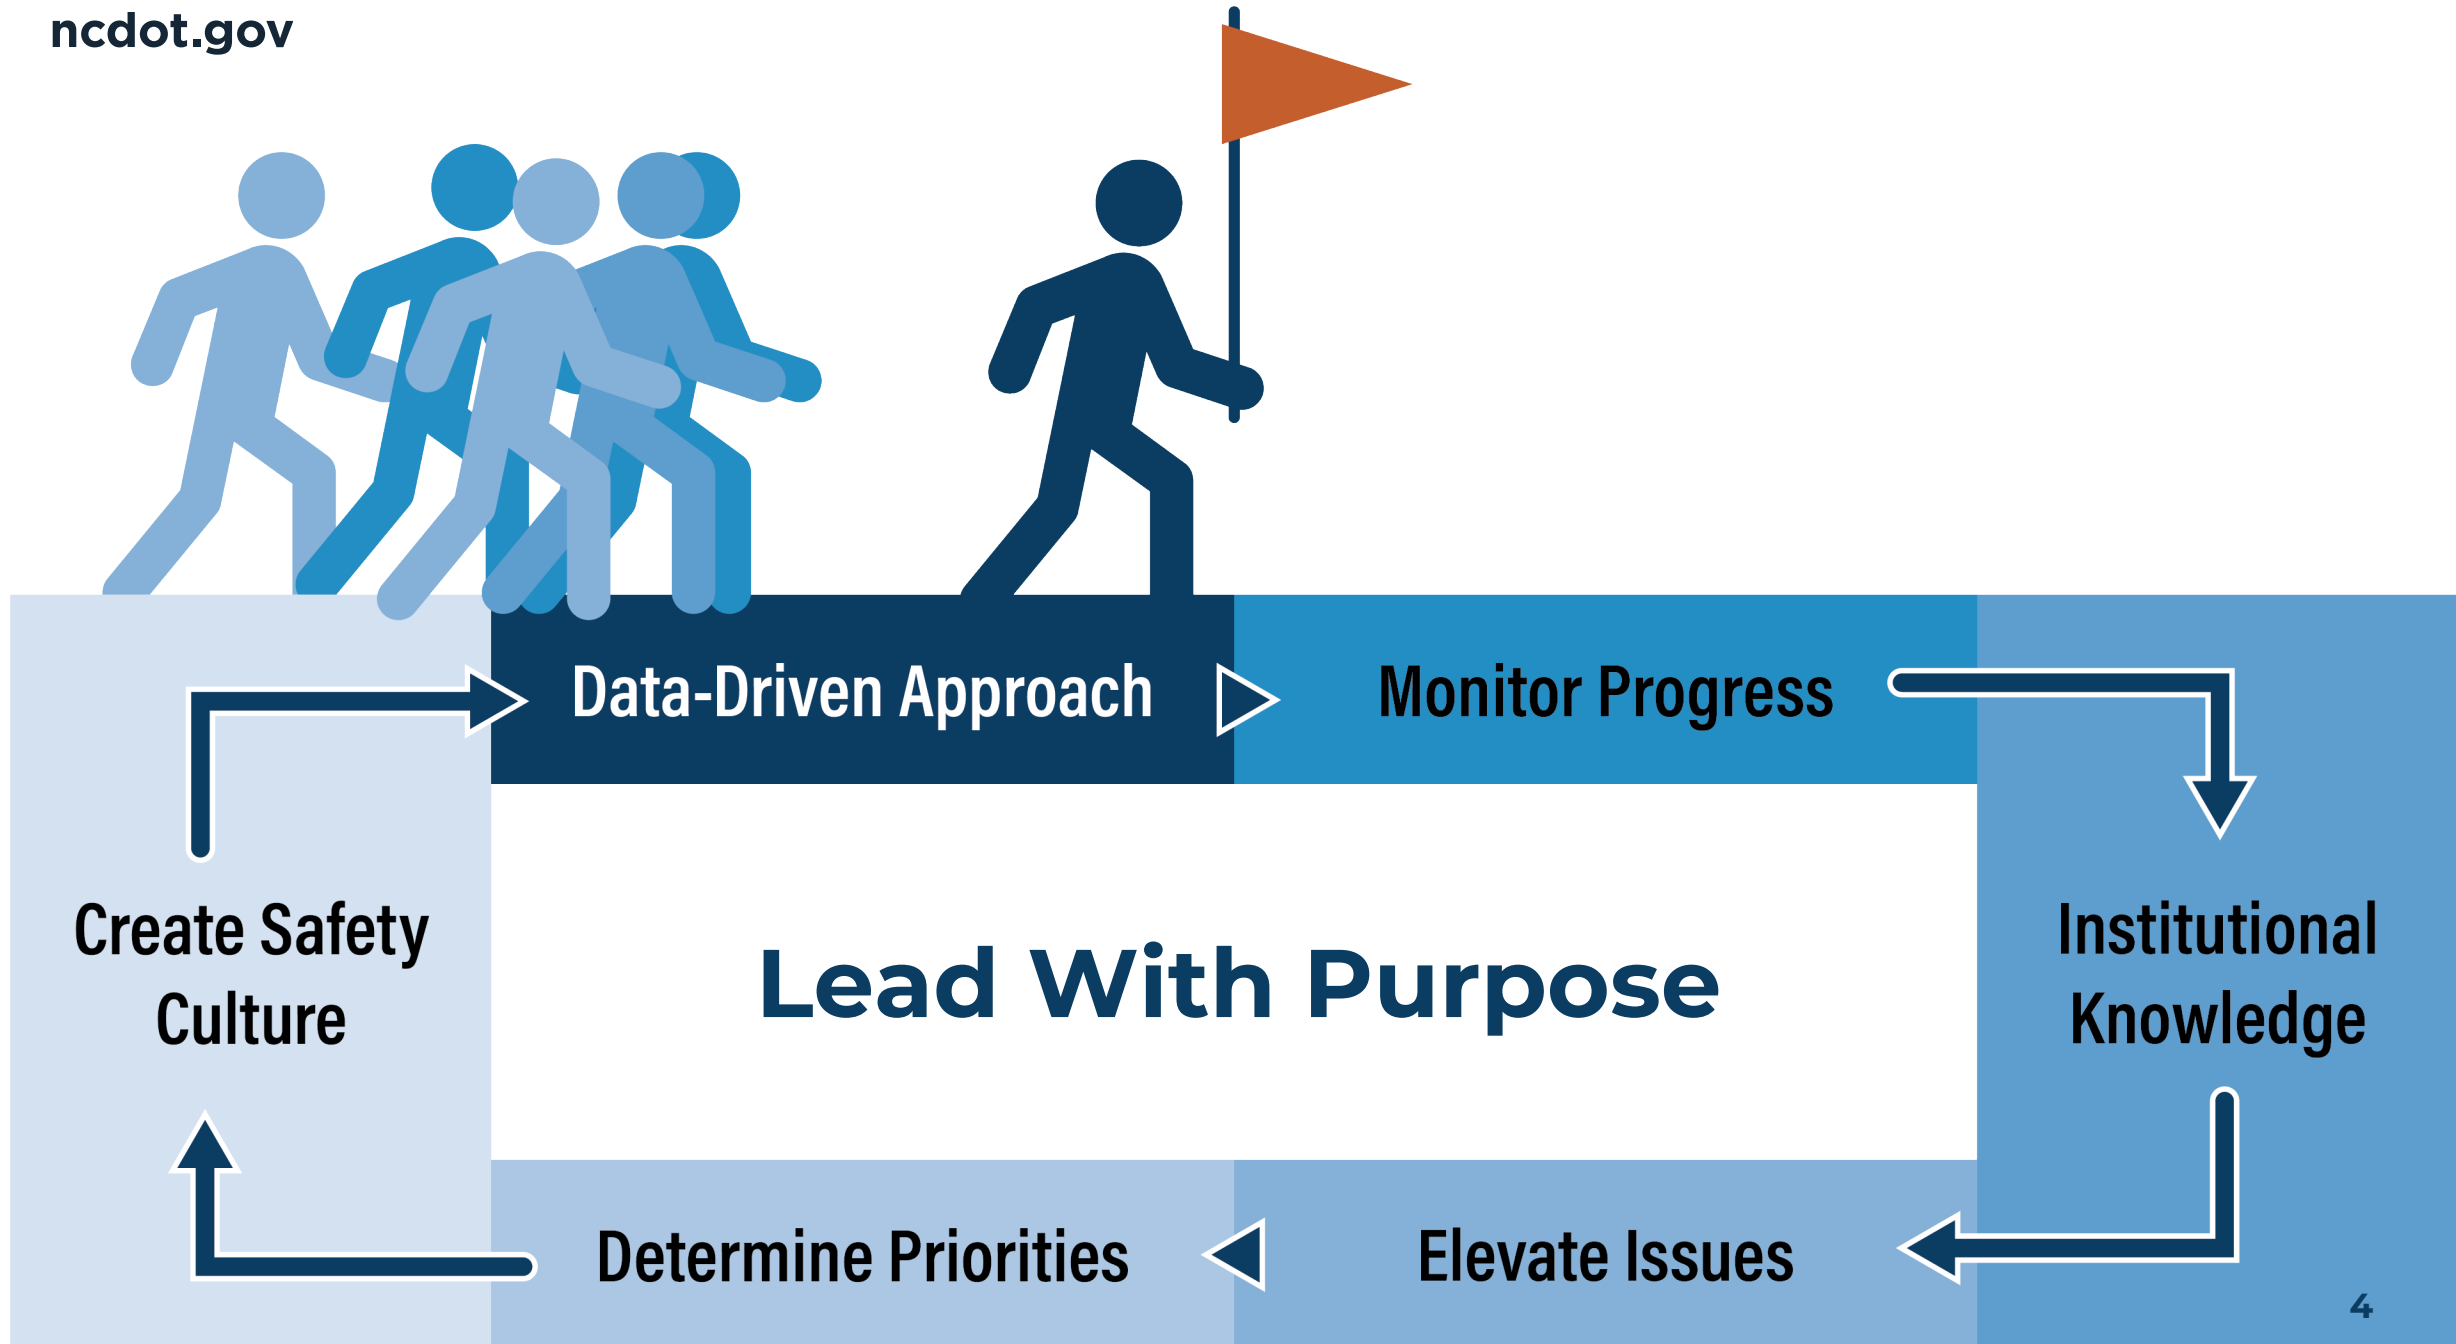 ncdot.gov
Data-Driven Approach
Monitor Progress
Create Safety
Culture
Lead With Purpose
Institutional
Knowledge
Determine Priorities
Elevate Issues
4